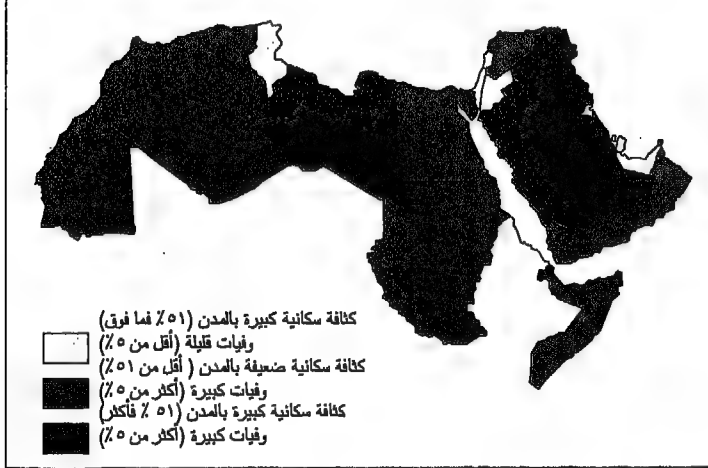 كثافة سكانية كبيرة بالمدن (٥١٪ فما فوق)
وفيات قليلة (أقل من ٥٪)
كثافة سكانية ضعيفة بالمدن ( أقل من ٥١٪)
وفيات كبيرة (أكثر من ٥٪)
كثافة سكانية كبيرة بالمدن (٥١ ٪ فأكثر)
وفيات كبيرة (أكثر من ٥٪)